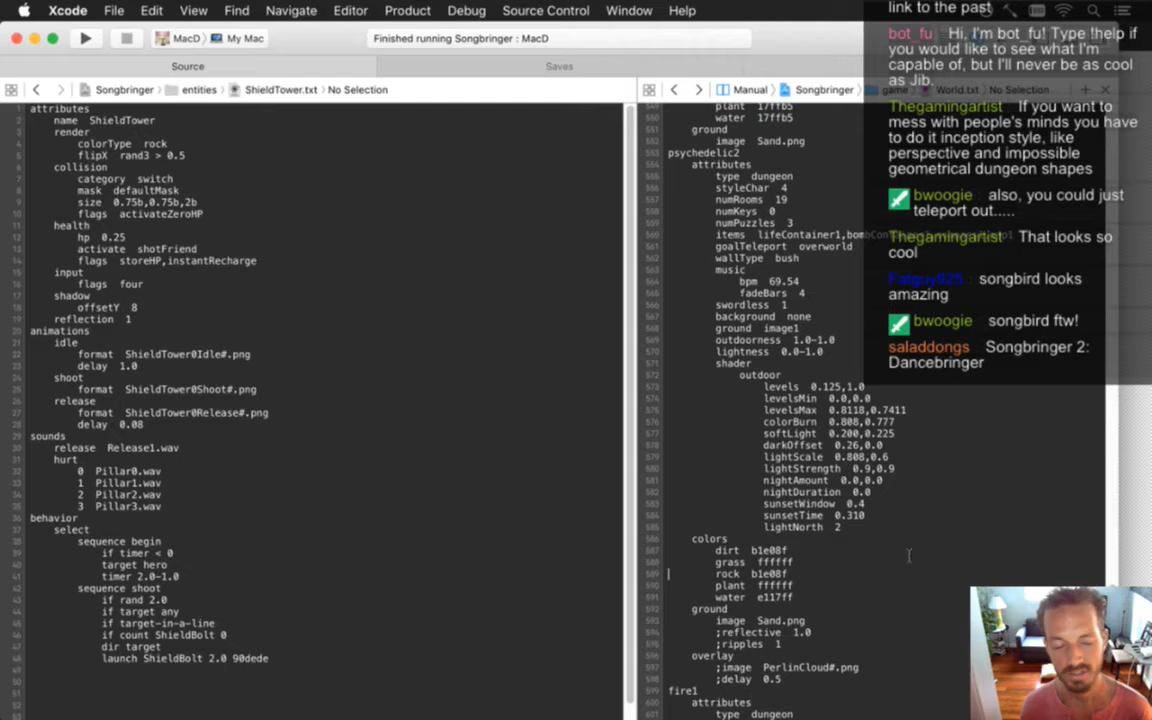 Xcode File Edit View Find Navigate Editor Product Debug Source Control Window Help
MacD My Mac
Finished running Songbringer : MacD
Source Saves
Songbringer entities ShieldTower.txt No Selection
attributes
name ShieldTower
render
colorType rock
flipX rand3 > 0.5
collision
category switch
mask defaultMask
size 0.75b,0.75b,2b
flags activateZeroHP
health
hp 0.25
activate shotFriend
flags storeHP,instantRecharge
input
flags four
shadow
offsetY 8
reflection 1
animations
idle
format ShieldTower0Idle#.png
delay 1.0
shoot
format ShieldTower0Shoot#.png
release
format ShieldTower0Release#.png
delay 0.08
sounds
release Release1.wav
hurt
0 Pillar0.wav
1 Pillar1.wav
2 Pillar2.wav
3 Pillar3.wav
behavior
select
sequence begin
if timer < 0
target hero
timer 2.0~1.0
sequence shoot
if rand 2.0
if target any
if target-in-a-line
if count ShieldBolt 0
dir target
launch ShieldBolt 2.0 90dede
Manual Songbringer game World.txt No Selection
plant 17ffb5
water 17ffb5
ground
image Sand.png
psychedelic2
attributes
type dungeon
styleChar 4
numRooms 19
numKeys 0
numPuzzles 3
items lifeContainer1,
goalTeleport overworld
wallType bush
music
bpm 69.54
fadeBars 4
swordless 1
background none
ground image1
outdoorness 1.0~1.0
lightness 0.0~1.0
shader
outdoor
levels 0.125,1.0
levelsMin 0.0,0.0
levelsMax 0.8118,0.7411
colorBurn 0.808,0.777
softLight 0.200,0.225
darkOffset 0.26,0.0
lightScale 0.808,0.6
lightStrength 0.9,0.9
nightAmount 0.0,0.0
nightDuration 0.0
sunsetWindow 0.4
sunsetTime 0.310
lightNorth 2
colors
dirt b1e08f
grass ffffff
rock b1e08f
plant ffffff
water e117ff
ground
image Sand.png
;reflective 1.0
;ripples 1
overlay
;image PerlinCloud#.png
;delay 0.5
fire1
attributes
type dungeon
link to the past
bot_fu Hi, I'm bot_fu! Type !help if
you would like to see what I'm
capable of, but I'll never be as cool
as Jib.
Thegamingartist If you want to
mess with people's minds you have
to do it inception style, like
perspective and impossible
geometrical dungeon shapes
bwoogie also, you could just
teleport out.....
Thegamingartist That looks so
cool
Fatguy925 songbird looks
amazing
bwoogie songbird ftw!
saladdongs Songbringer 2:
Dancebringer